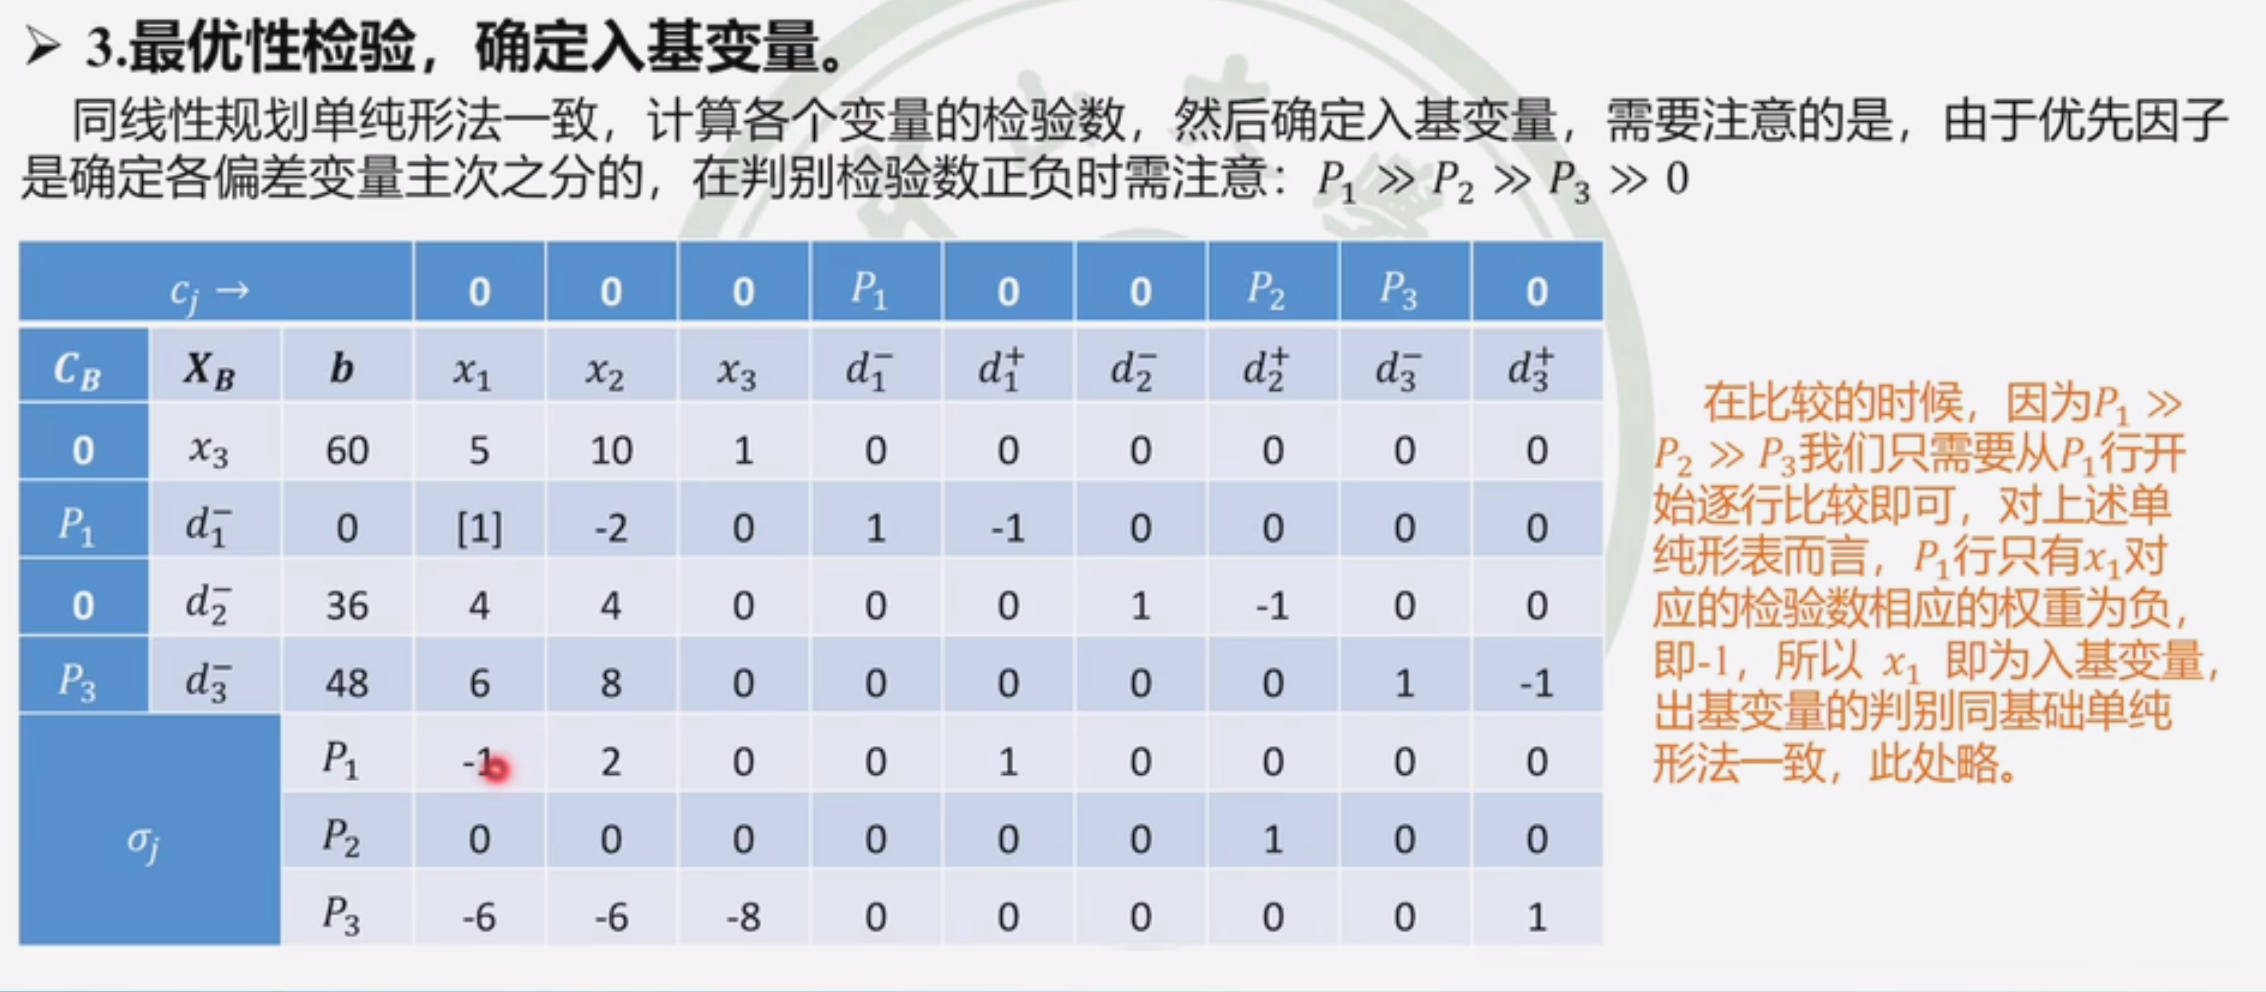 ➢ 3.最优性检验，确定入基变量。
同线性规划单纯形法一致，计算各个变量的检验数，然后确定入基变量，需要注意的是，由于优先因子
是确定各偏差变量主次之分的，在判别检验数正负时需注意：P₁ ≫ P₂ ≫ P₃ ≫ 0
cⱼ → 0 0 0 P₁ 0 0 P₂ P₃ 0
C_B X_B b x₁ x₂ x₃ d₁⁻ d₁⁺ d₂⁻ d₂⁺ d₃⁻ d₃⁺
0 x₃ 60 5 10 1 0 0 0 0 0 0
P₁ d₁⁻ 0 [1] -2 0 1 -1 0 0 0 0
0 d₂⁻ 36 4 4 0 0 0 1 -1 0 0
P₃ d₃⁻ 48 6 8 0 0 0 0 0 1 -1
σⱼ P₁ -1 2 0 0 1 0 0 0 0
P₂ 0 0 0 0 0 0 1 0 0
P₃ -6 -6 -8 0 0 0 0 0 1
在比较的时候，因为P₁ ≫
P₂ ≫ P₃我们只需要从P₁行开
始逐行比较即可，对上述单
纯形表而言，P₁行只有x₁对
应的检验数相应的权重为负，
即-1，所以 x₁ 即为入基变量，
出基变量的判别同基础单纯
形法一致，此处略。